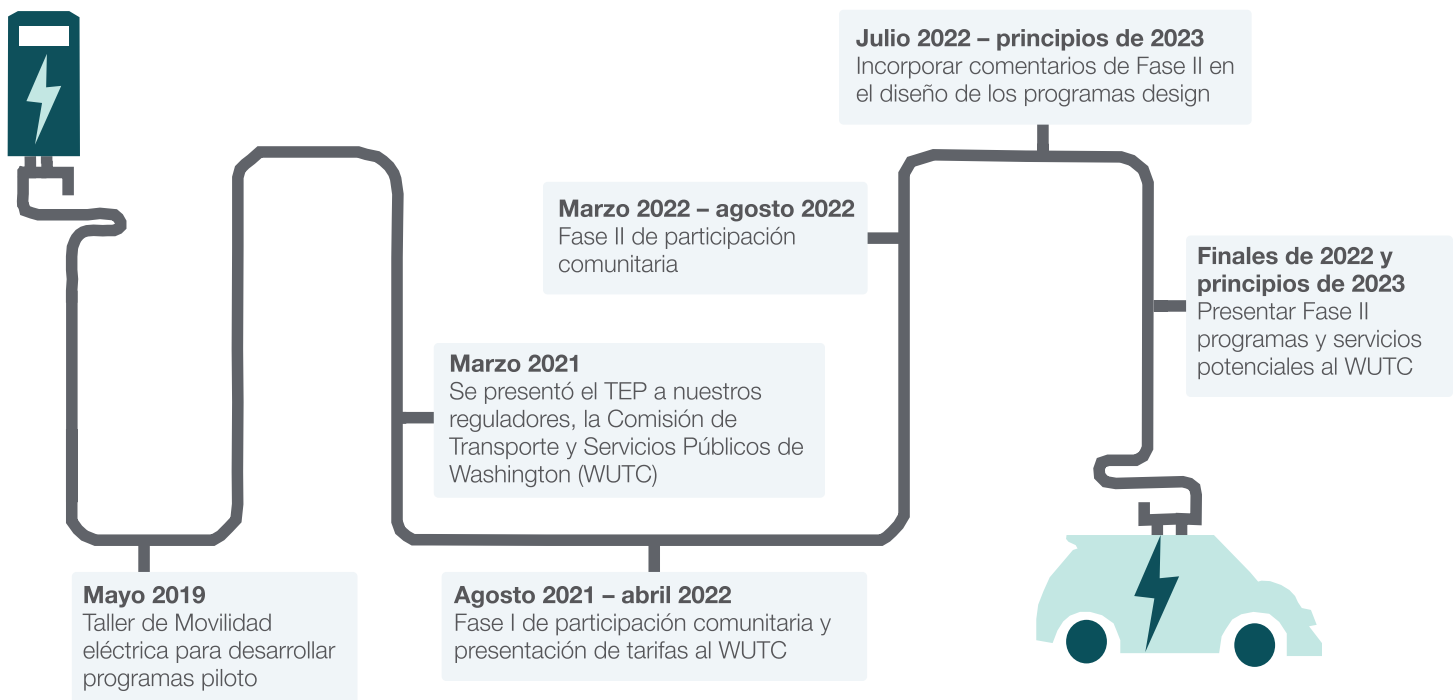 Mayo 2019
Taller de Movilidad
eléctrica para desarrollar
programas piloto
Marzo 2021
Se presentó el TEP a nuestros
reguladores, la Comisión de
Transporte y Servicios Públicos de
Washington (WUTC)
Agosto 2021 – abril 2022
Fase I de participación comunitaria y
presentación de tarifas al WUTC
Marzo 2022 – agosto 2022
Fase II de participación
comunitaria
Julio 2022 – principios de 2023
Incorporar comentarios de Fase II en
el diseño de los programas design
Finales de 2022 y
principios de 2023
Presentar Fase II
programas y servicios
potenciales al WUTC